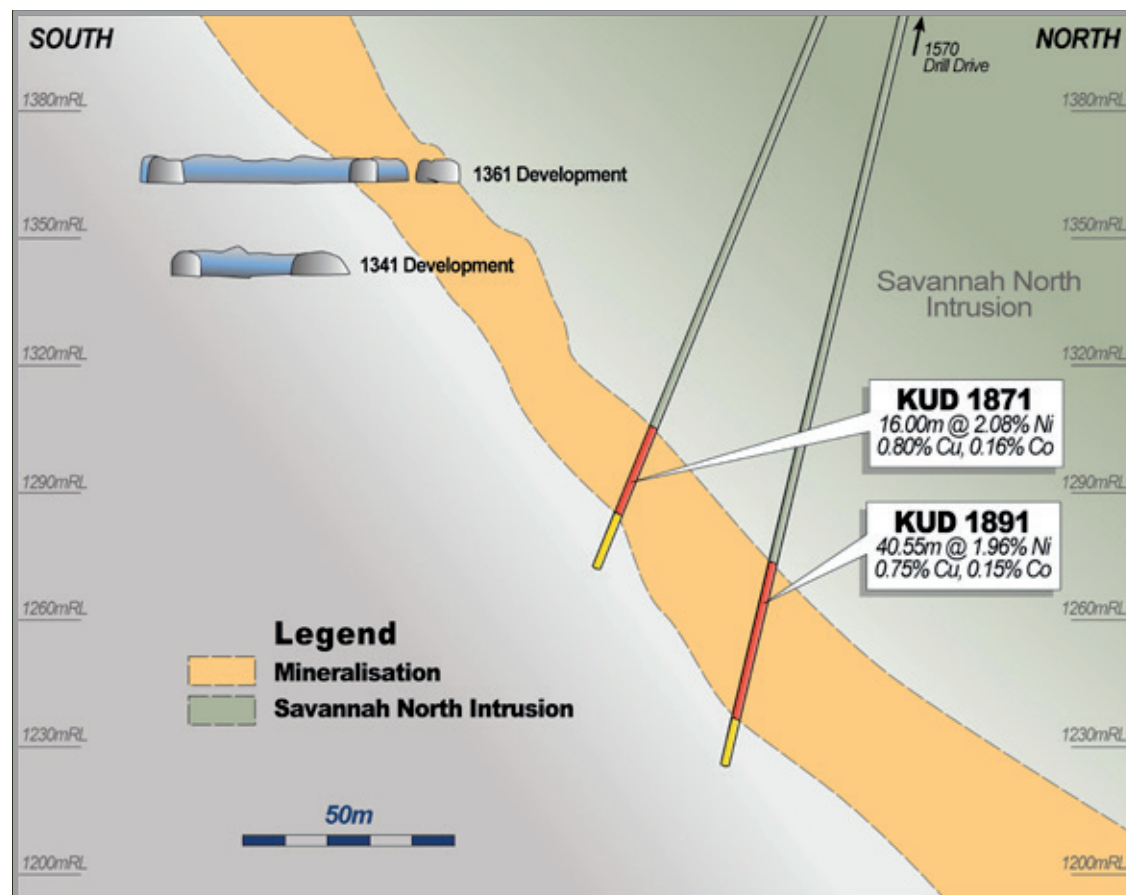 SOUTH
NORTH
1570
Drill Drive
1380mRL
1380mRL
1361 Development
1350mRL
1350mRL
1341 Development
Savannah North
Intrusion
1320mRL
1320mRL
KUD 1871
16.00m @ 2.08% Ni
0.80% Cu, 0.16% Co
1290mRL
1290mRL
KUD 1891
40.55m @ 1.96% Ni
0.75% Cu, 0.15% Co
1260mRL
1260mRL
Legend
Mineralisation
Savannah North Intrusion
1230mRL
1230mRL
50m
1200mRL
1200mRL